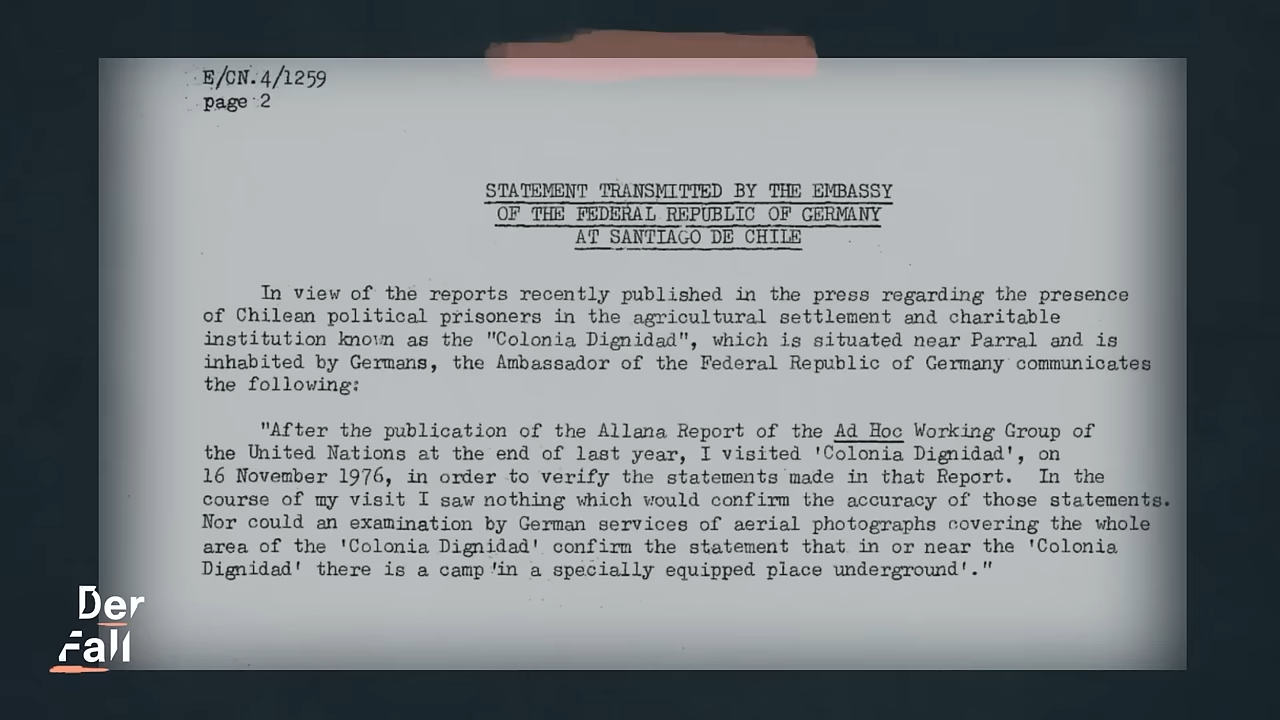 E/CN.4/1259
page 2
STATEMENT TRANSMITTED BY THE EMBASSY
OF THE FEDERAL REPUBLIC OF GERMANY
AT SANTIAGO DE CHILE
In view of the reports recently published in the press regarding the presence
of Chilean political prisoners in the agricultural settlement and charitable
institution known as the "Colonia Dignidad", which is situated near Parral and is
inhabited by Germans, the Ambassador of the Federal Republic of Germany communicates
the following:
"After the publication of the Allana Report of the Ad Hoc Working Group of
the United Nations at the end of last year, I visited 'Colonia Dignidad', on
16 November 1976, in order to verify the statements made in that Report. In the
course of my visit I saw nothing which would confirm the accuracy of those statements.
Nor could an examination by German services of aerial photographs covering the whole
area of the 'Colonia Dignidad' confirm the statement that in or near the 'Colonia
Dignidad' there is a camp 'in a specially equipped place underground'."
Der
Fall